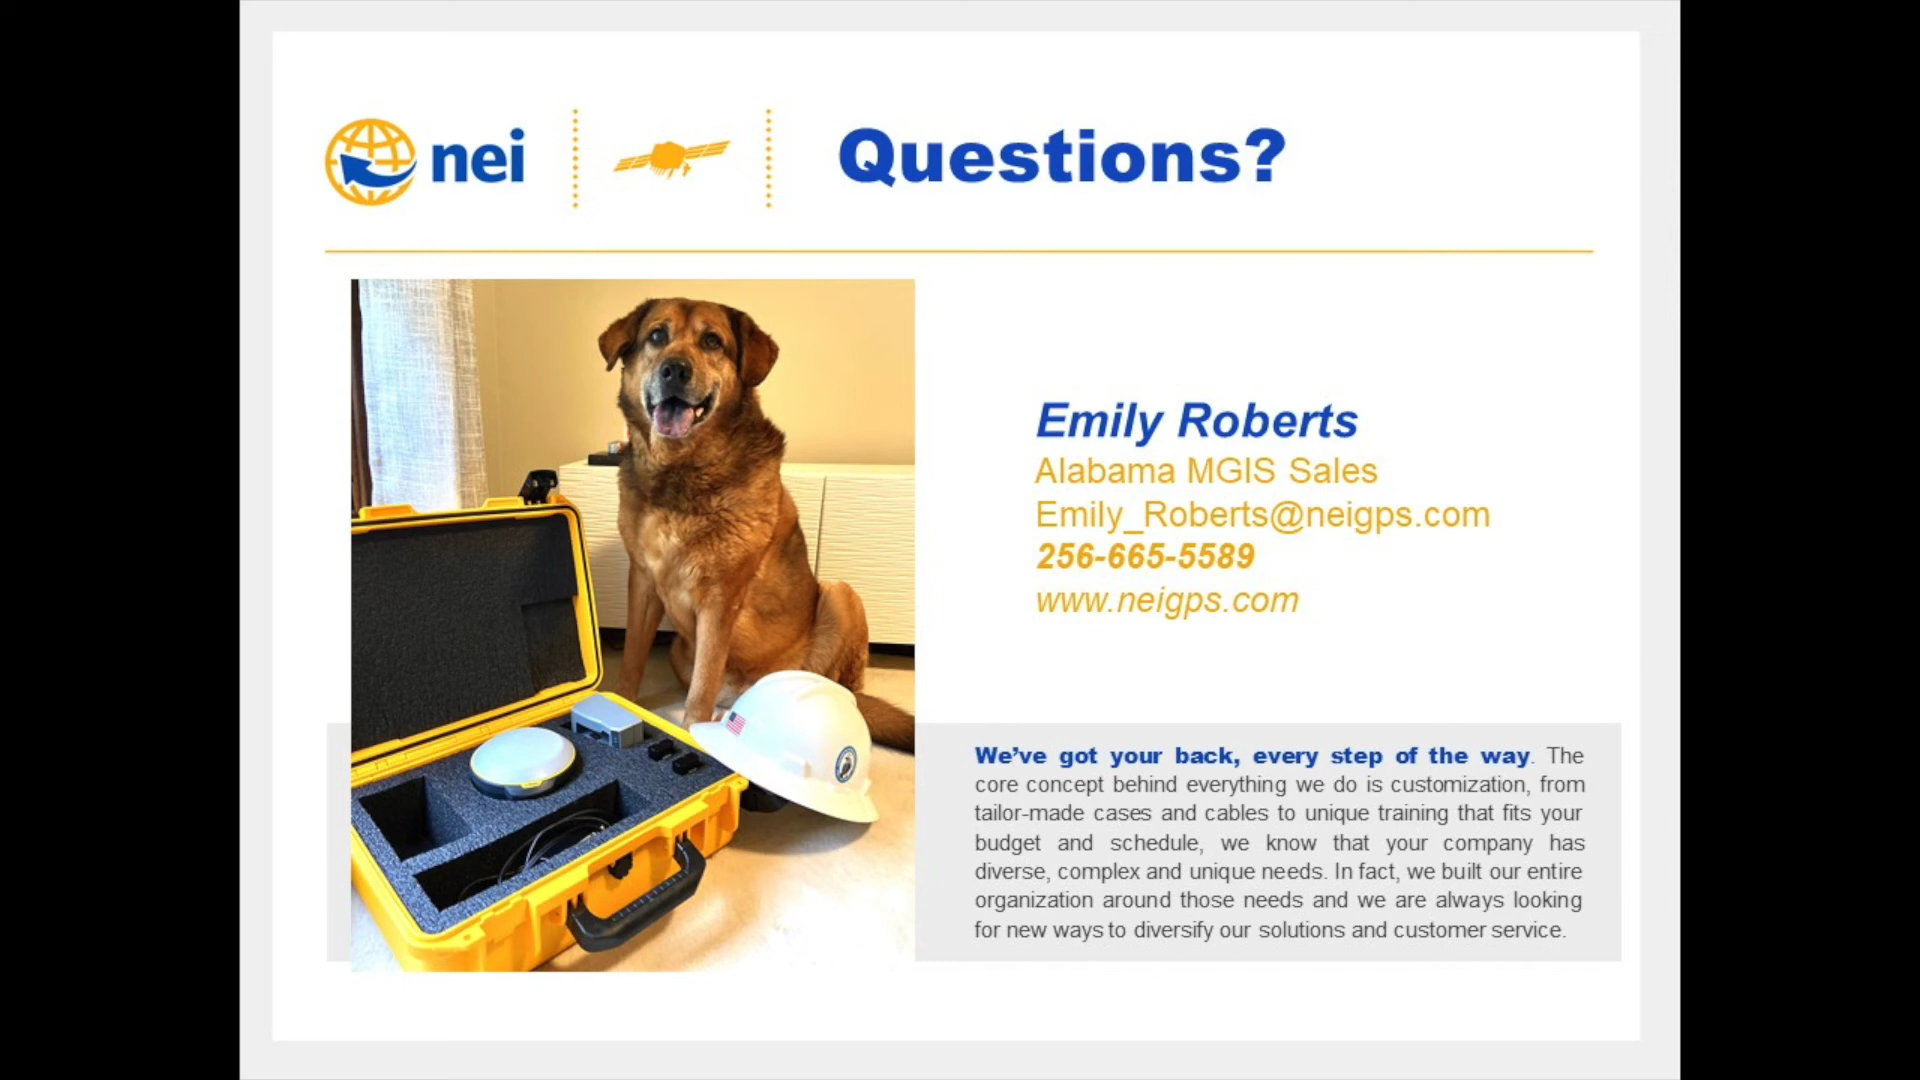 nei
Questions?
Emily Roberts
Alabama MGIS Sales
Emily_Roberts@neigps.com
256-665-5589
www.neigps.com
We’ve got your back, every step of the way. The
core concept behind everything we do is customization, from
tailor-made cases and cables to unique training that fits your
budget and schedule, we know that your company has
diverse, complex and unique needs. In fact, we built our entire
organization around those needs and we are always looking
for new ways to diversify our solutions and customer service.